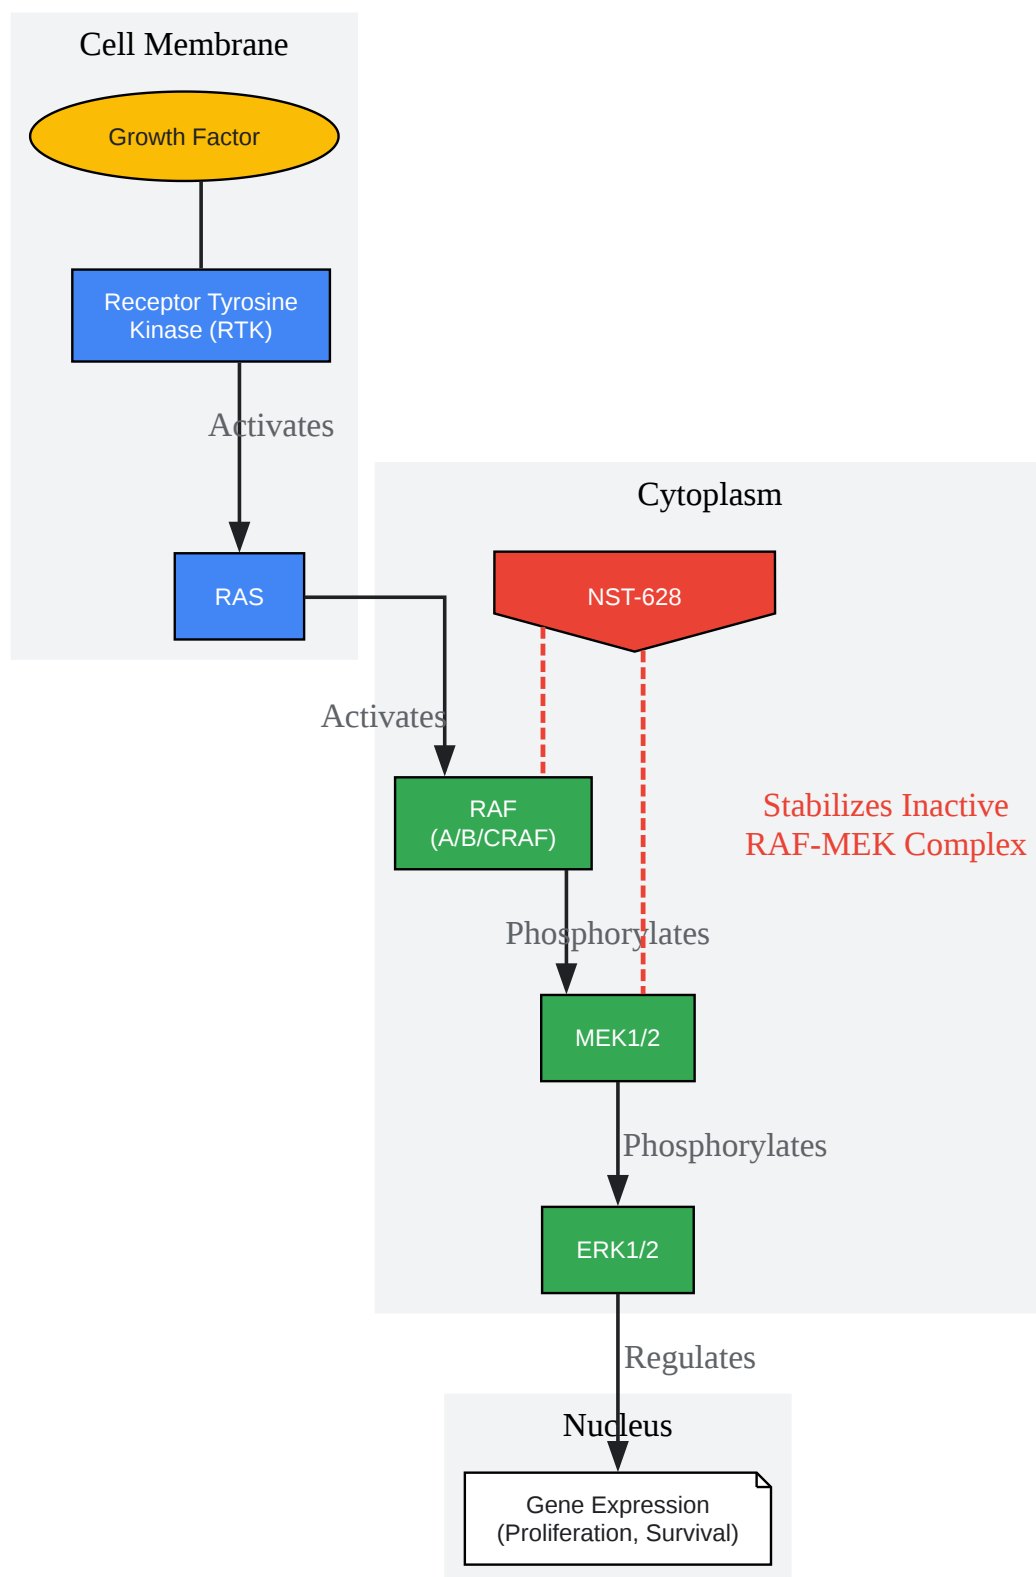 Cell Membrane
Growth Factor
Receptor Tyrosine
Kinase (RTK)
Activates
Cytoplasm
RAS
NST-628
Activates
RAF
(A/B/CRAF)
Stabilizes Inactive
RAF-MEK Complex
Phosphorylates
MEK1/2
Phosphorylates
ERK1/2
Regulates
Nucleus
Gene Expression
(Proliferation, Survival)